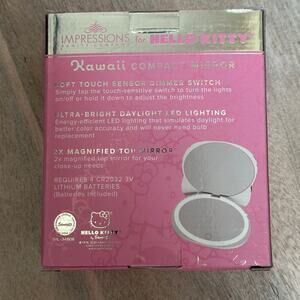 IMPRESSIONS for HELLO KITTY
Kawaii COMPACT MIRROR
SOFT TOUCH SENSOR DIMMER SWITCH
Simply tap the touch-sensitive switch to turn the lights
on/off or hold it down to adjust the brightness
ULTRA-BRIGHT DAYLIGHT LED LIGHTING
Energy-efficient LED lighting that simulates daylight for
better color accuracy and will never need bulb
replacement
2X MAGNIFIED TOP MIRROR
2x magnified top mirror for your
close-up needs
REQUIRES 4 CR2032 3V
LITHIUM BATTERIES
(Batteries included)
Sanrio
HELLO KITTY